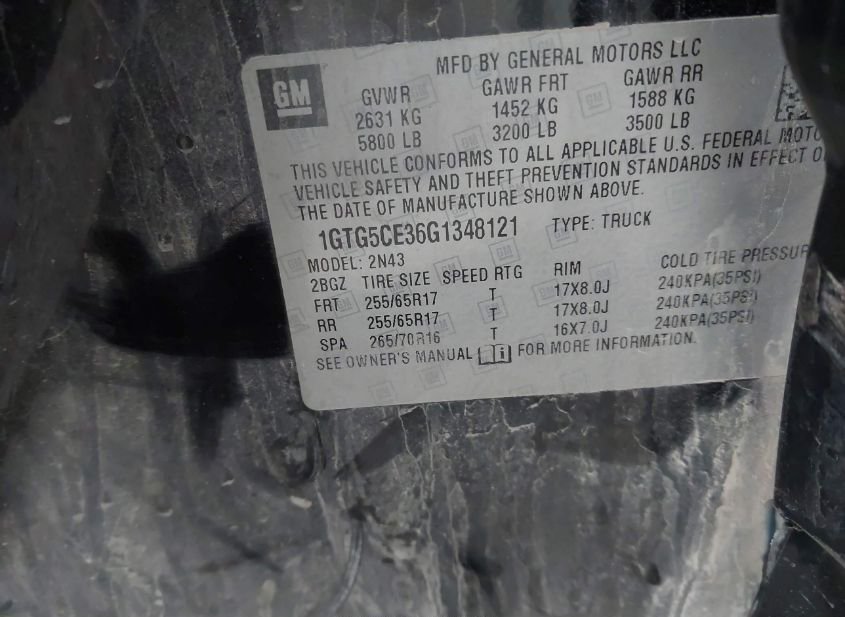 GM
MFD BY GENERAL MOTORS LLC
GVWR GAWR FRT GAWR RR
2631 KG 1452 KG 1588 KG
5800 LB 3200 LB 3500 LB
THIS VEHICLE CONFORMS TO ALL APPLICABLE U.S. FEDERAL MOTO
VEHICLE SAFETY AND THEFT PREVENTION STANDARDS IN EFFECT O
THE DATE OF MANUFACTURE SHOWN ABOVE.
1GTG5CE36G1348121 TYPE: TRUCK
MODEL: 2N43
2BGZ TIRE SIZE SPEED RTG RIM COLD TIRE PRESSUR
FRT 255/65R17 T 17X8.0J 240KPA(35PSI)
RR 255/65R17 T 17X8.0J 240KPA(35PSI)
SPA 265/70R16 T 16X7.0J 240KPA(35PSI)
SEE OWNER'S MANUAL FOR MORE INFORMATION.